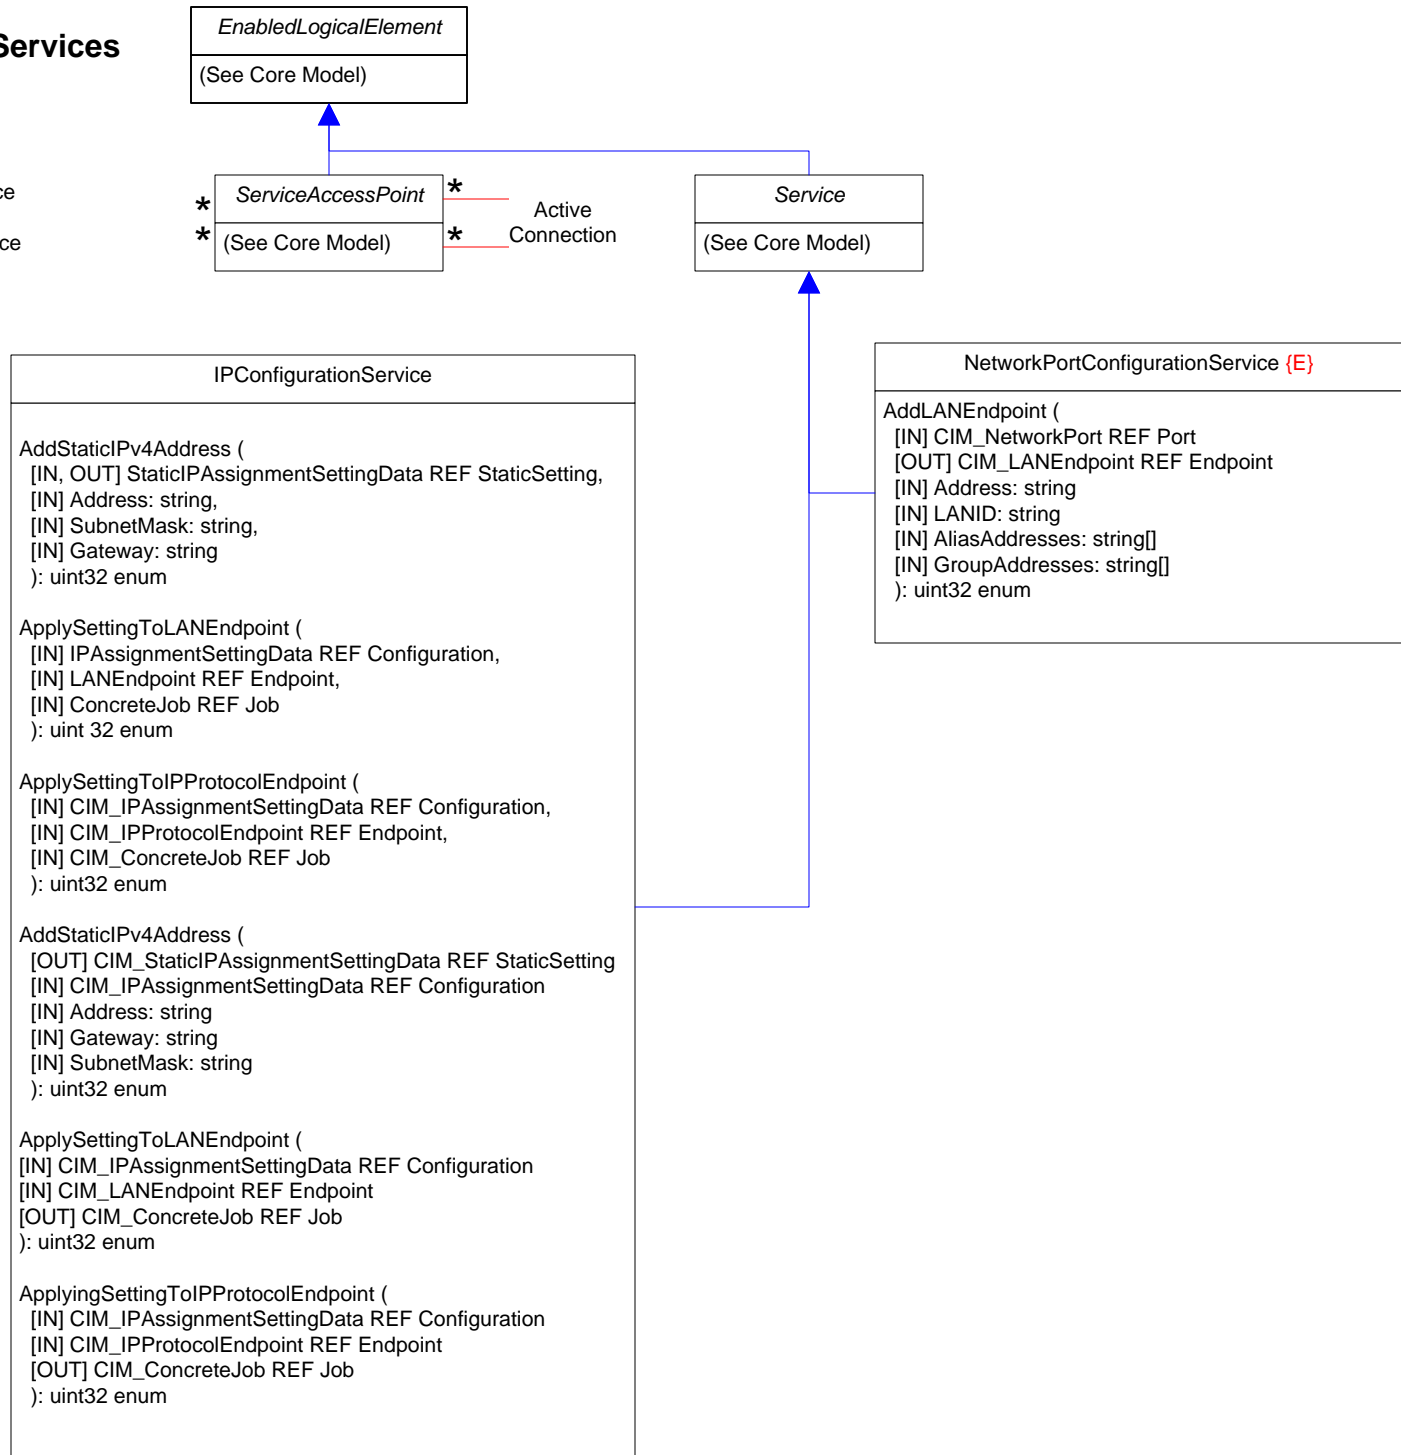 Services
EnabledLogicalElement
(See Core Model)
ce
ce
*
*
ServiceAccessPoint
(See Core Model)
*
*
Active
Connection
Service
(See Core Model)
IPConfigurationService
AddStaticIPv4Address (
[IN, OUT] StaticIPAssignmentSettingData REF StaticSetting,
[IN] Address: string,
[IN] SubnetMask: string,
[IN] Gateway: string
): uint32 enum
ApplySettingToLANEndpoint (
[IN] IPAssignmentSettingData REF Configuration,
[IN] LANEndpoint REF Endpoint,
[IN] ConcreteJob REF Job
): uint 32 enum
ApplySettingToIPProtocolEndpoint (
[IN] CIM_IPAssignmentSettingData REF Configuration,
[IN] CIM_IPProtocolEndpoint REF Endpoint,
[IN] CIM_ConcreteJob REF Job
): uint32 enum
AddStaticIPv4Address (
[OUT] CIM_StaticIPAssignmentSettingData REF StaticSetting
[IN] CIM_IPAssignmentSettingData REF Configuration
[IN] Address: string
[IN] Gateway: string
[IN] SubnetMask: string
): uint32 enum
ApplySettingToLANEndpoint (
[IN] CIM_IPAssignmentSettingData REF Configuration
[IN] CIM_LANEndpoint REF Endpoint
[OUT] CIM_ConcreteJob REF Job
): uint32 enum
ApplyingSettingToIPProtocolEndpoint (
[IN] CIM_IPAssignmentSettingData REF Configuration
[IN] CIM_IPProtocolEndpoint REF Endpoint
[OUT] CIM_ConcreteJob REF Job
): uint32 enum
NetworkPortConfigurationService {E}
AddLANEndpoint (
[IN] CIM_NetworkPort REF Port
[OUT] CIM_LANEndpoint REF Endpoint
[IN] Address: string
[IN] LANID: string
[IN] AliasAddresses: string[]
[IN] GroupAddresses: string[]
): uint32 enum